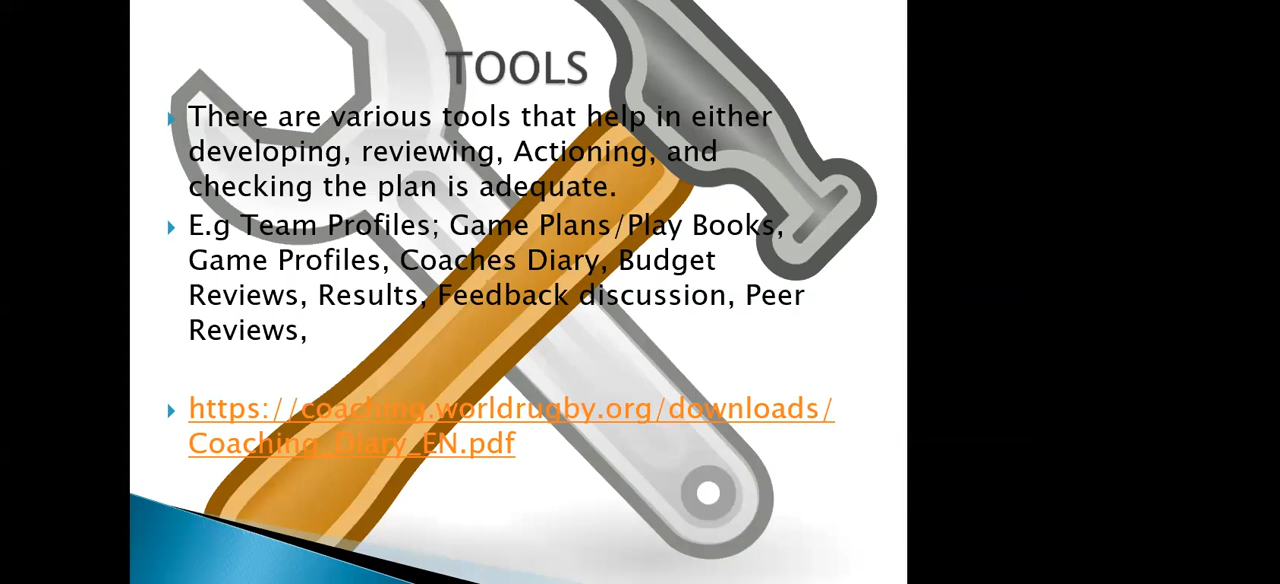 TOOLS
There are various tools that help in either
developing, reviewing, Actioning, and
checking the plan is adequate.
E.g Team Profiles; Game Plans/Play Books,
Game Profiles, Coaches Diary, Budget
Reviews, Results, Feedback discussion, Peer
Reviews,
https://coaching.worldrugby.org/downloads/
Coaching_Diary_EN.pdf